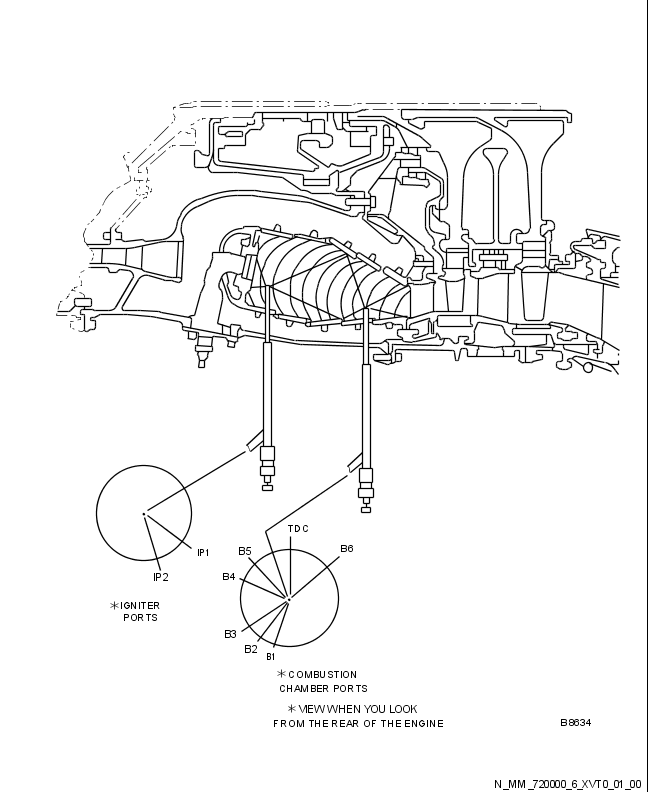 IP1
IP2
✳IGNITER
PORTS
TDC
B5
B6
B4
B3
B2
B1
✳COMBUSTION
CHAMBER PORTS
✳VIEW WHEN YOU LOOK
FROM THE REAR OF THE ENGINE
B8634
N_MM_720000_6_XVT0_01_00